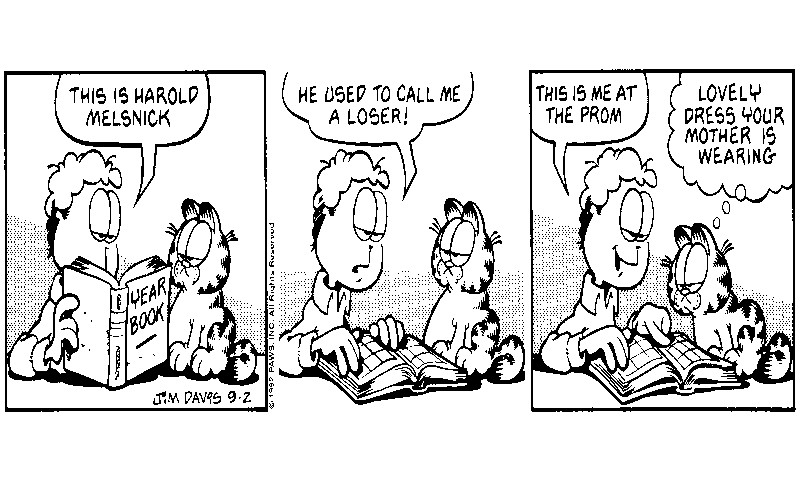 THIS IS HAROLD
MELSNICK
YEAR
BOOK
JIM DAVIS 9-2
HE USED TO CALL ME
A LOSER!
THIS IS ME AT
THE PROM
LOVELY
DRESS YOUR
MOTHER IS
WEARING